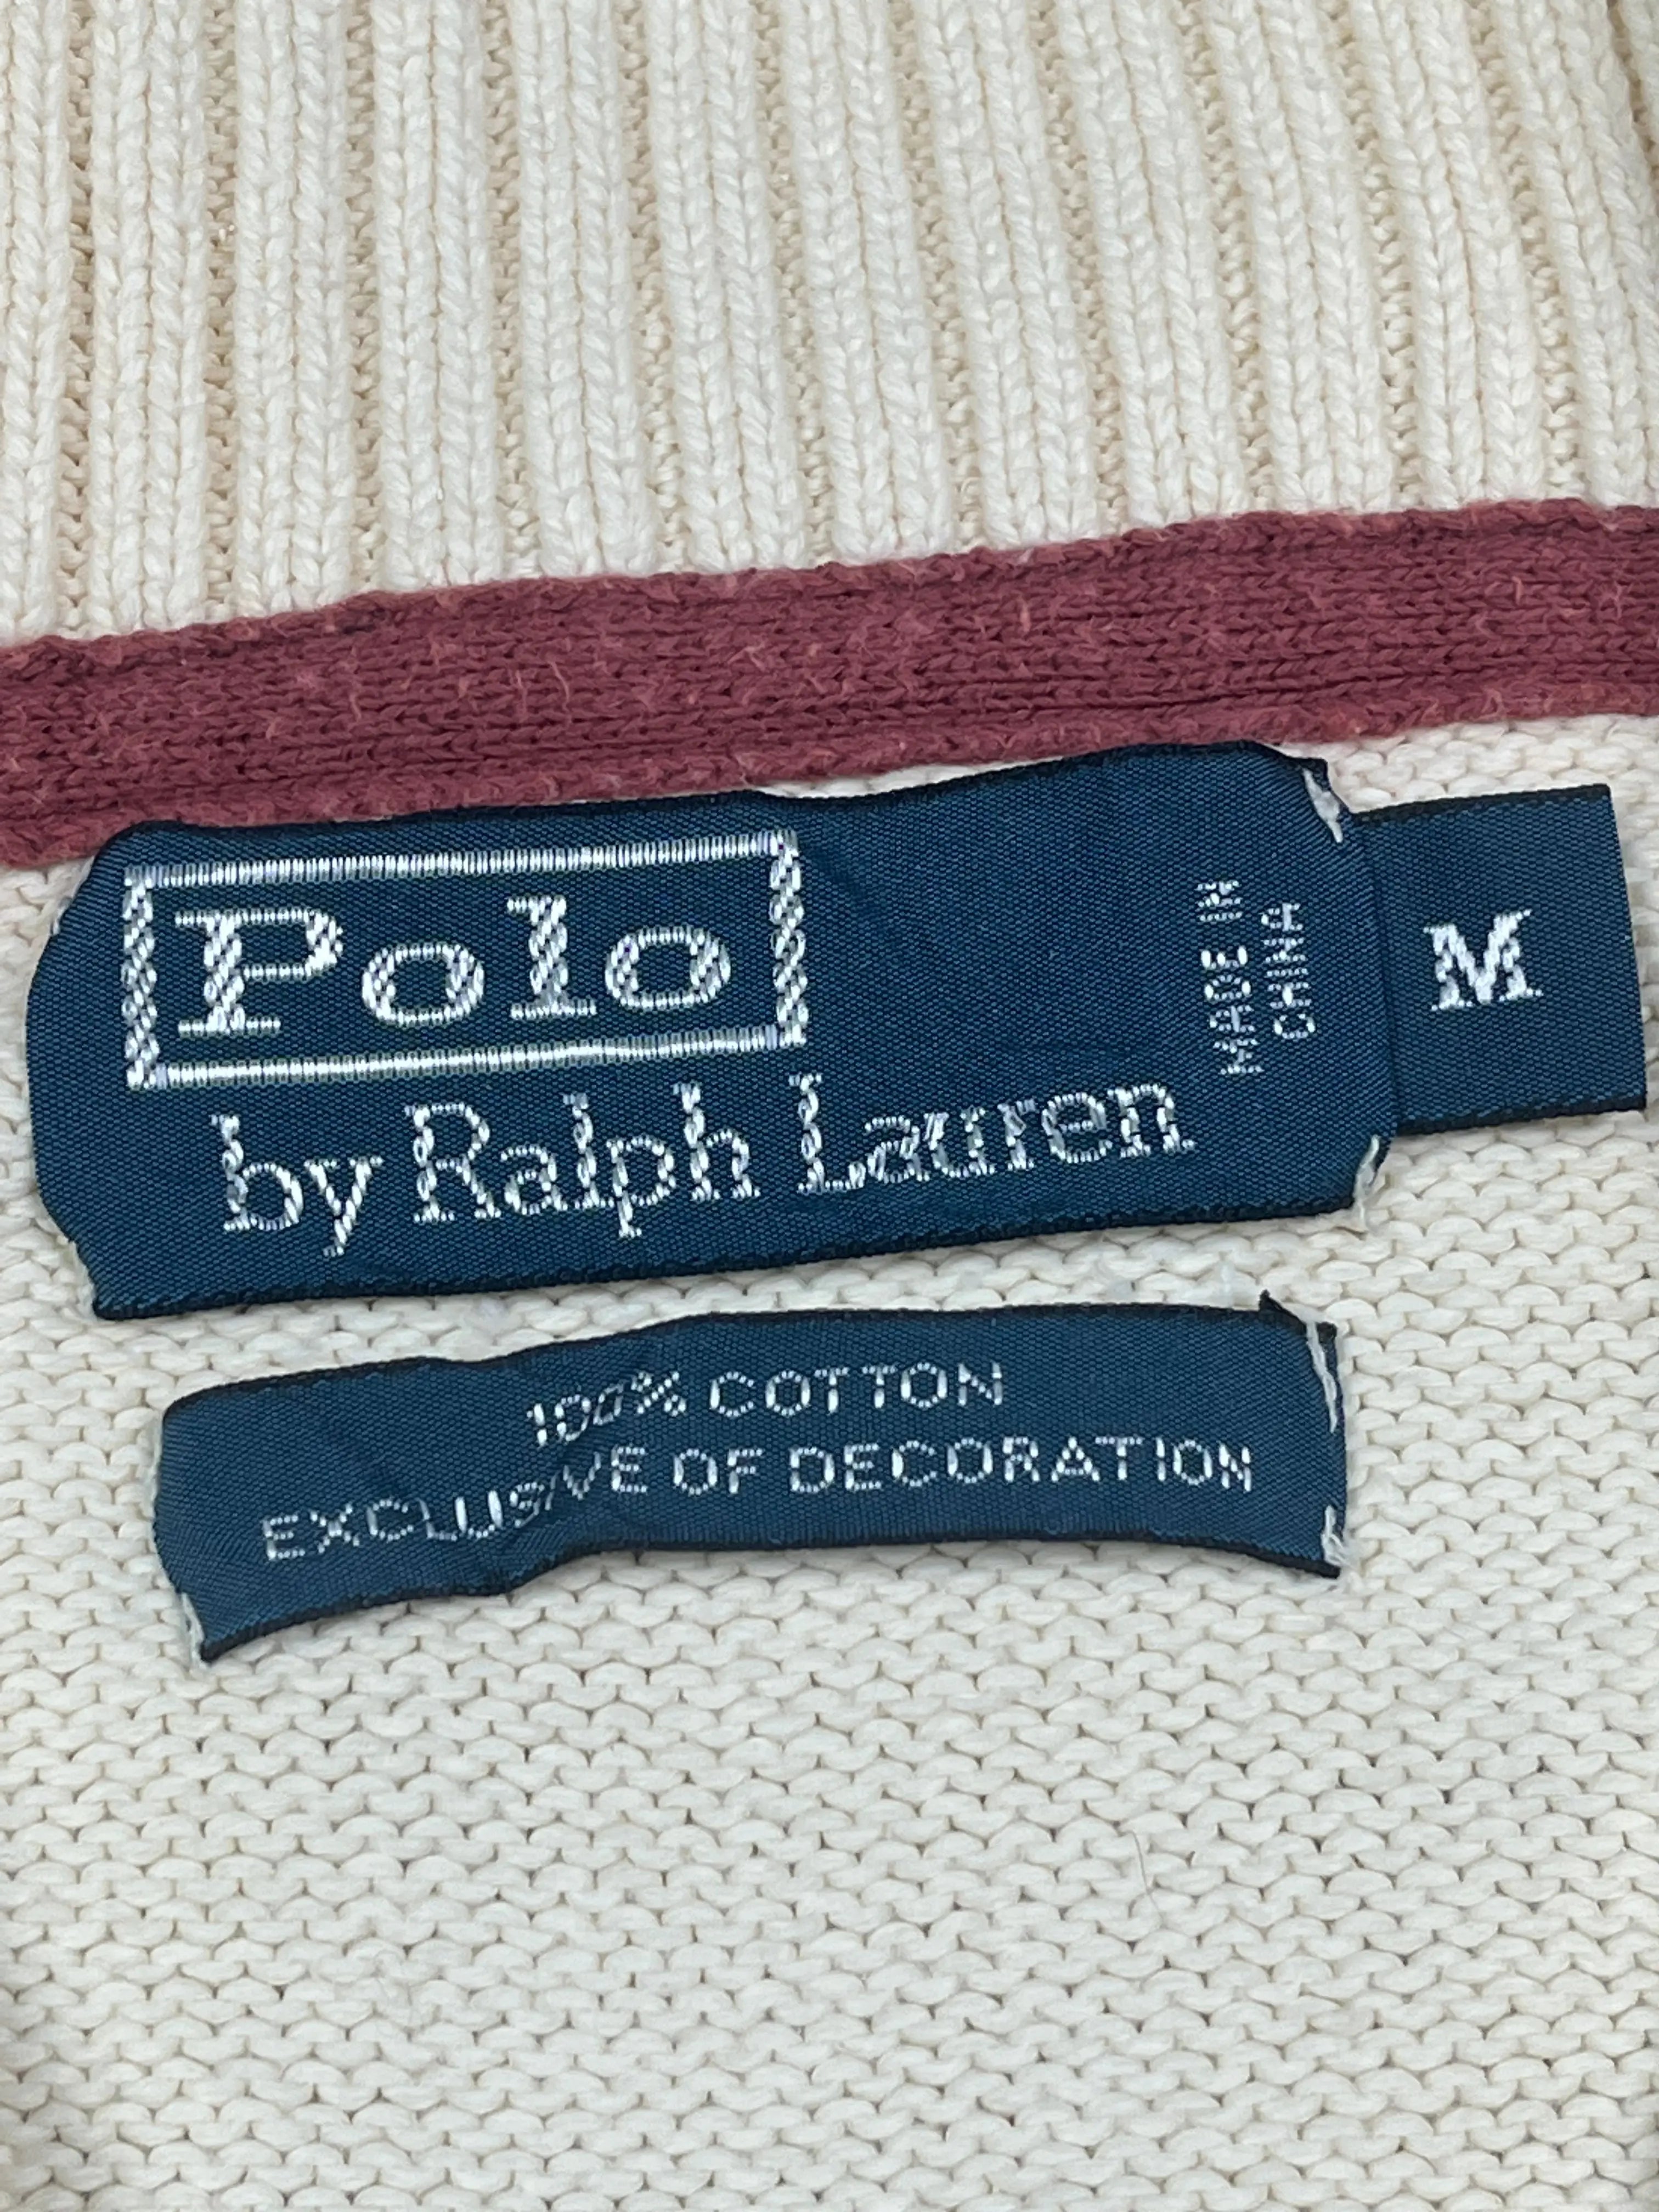 Polo
by Ralph Lauren
MADE IN
CHINA
M
100% COTTON
EXCLUSIVE OF DECORATION